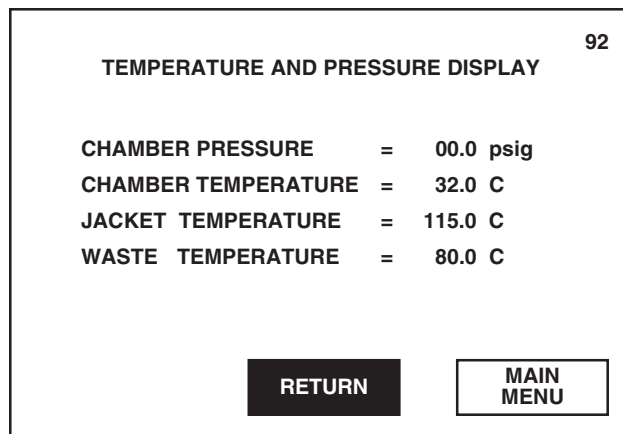 92
TEMPERATURE AND PRESSURE DISPLAY
CHAMBER PRESSURE = 00.0 psig
CHAMBER TEMPERATURE = 32.0 C
JACKET TEMPERATURE = 115.0 C
WASTE TEMPERATURE = 80.0 C
RETURN
MAIN
MENU